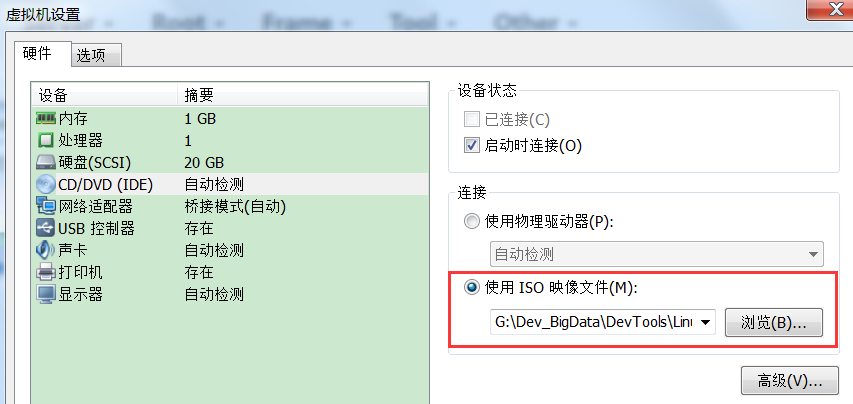 虚拟机设置
Root
Frame
Tool
Other
硬件 选项
设备 摘要
内存 1 GB
处理器 1
硬盘(SCSI) 20 GB
CD/DVD (IDE) 自动检测
网络适配器 桥接模式(自动)
USB 控制器 存在
声卡 自动检测
打印机 存在
显示器 自动检测
设备状态
已连接(C)
启动时连接(O)
连接
使用物理驱动器(P):
自动检测
使用 ISO 映像文件(M):
G:\Dev_BigData\DevTools\Linu
浏览(B)...
高级(V)...